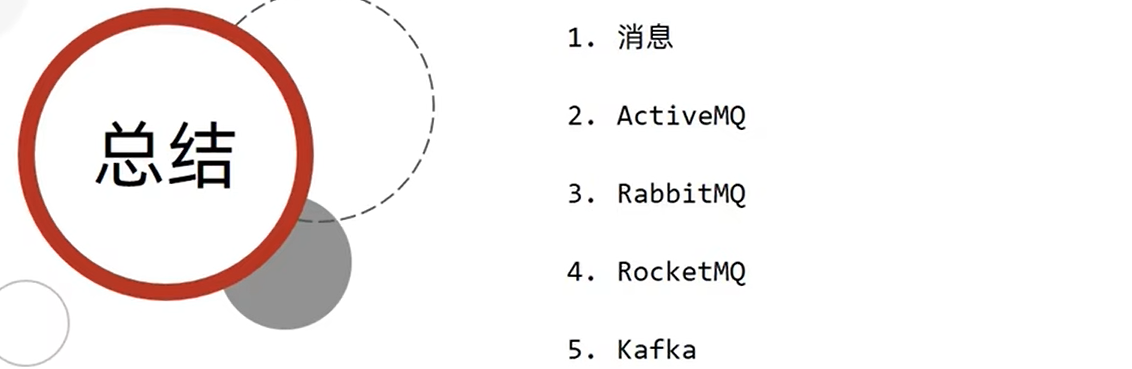 总结
1. 消息
2. ActiveMQ
3. RabbitMQ
4. RocketMQ
5. Kafka